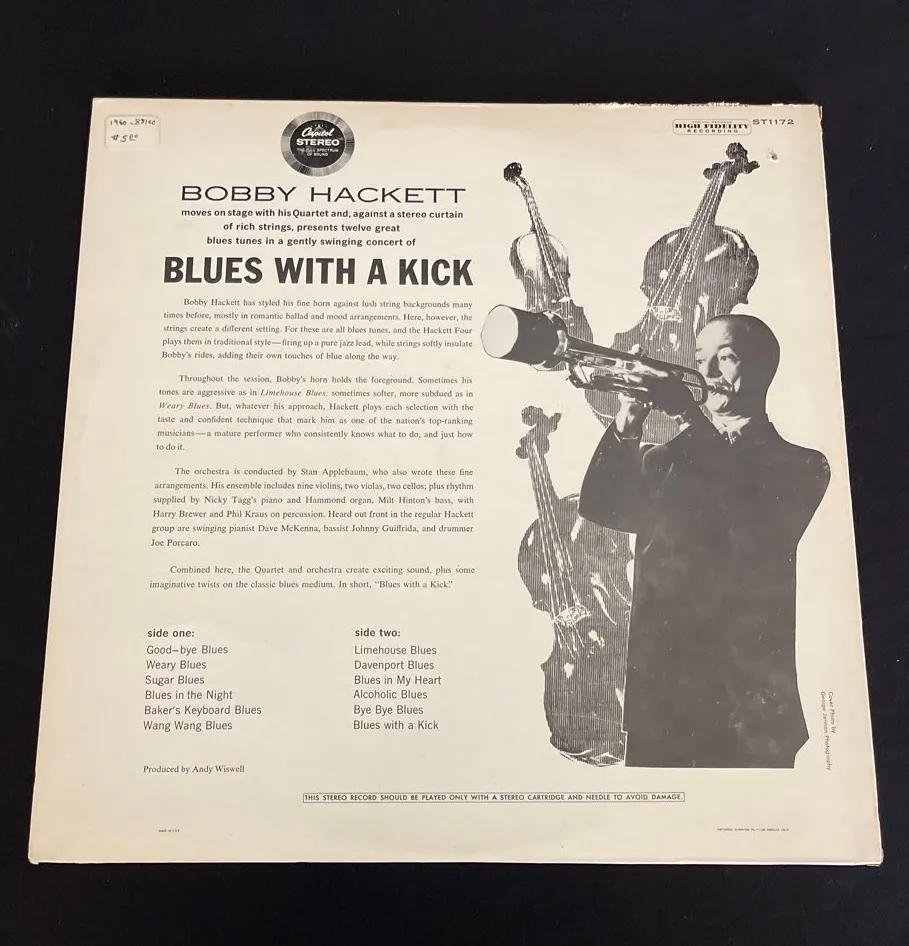 1960
$5.00
Capitol
STEREO
THE FULL SPECTRUM
OF SOUND
HIGH FIDELITY
RECORDING
ST1172
BOBBY HACKETT
moves on stage with his Quartet and, against a stereo curtain
of rich strings, presents twelve great
blues tunes in a gently swinging concert of
BLUES WITH A KICK
Bobby Hackett has styled his fine horn against lush string backgrounds many
times before, mostly in romantic ballad and mood arrangements. Here, however, the
strings create a different setting. For these are all blues tunes, and the Hackett Four
plays them in traditional style—firing up a pure jazz lead, while strings softly insulate
Bobby's rides, adding their own touches of blue along the way.
Throughout the session, Bobby's horn holds the foreground. Sometimes his
tones are aggressive as in Limehouse Blues; sometimes softer, more subdued as in
Weary Blues. But, whatever his approach, Hackett plays each selection with the
taste and confident technique that mark him as one of the nation's top-ranking
musicians—a mature performer who consistently knows what to do, and just how
to do it.
The orchestra is conducted by Stan Applebaum, who also wrote these fine
arrangements. His ensemble includes nine violins, two violas, two cellos; plus rhythm
supplied by Nicky Tagg's piano and Hammond organ, Milt Hinton's bass, with
Harry Brewer and Phil Kraus on percussion. Heard out front in the regular Hackett
group are swinging pianist Dave McKenna, bassist Johnny Guiffrida, and drummer
Joe Porcaro.
Combined here, the Quartet and orchestra create exciting sound, plus some
imaginative twists on the classic blues medium. In short, "Blues with a Kick."
side one:
Good-bye Blues
Weary Blues
Sugar Blues
Blues in the Night
Baker's Keyboard Blues
Wang Wang Blues
side two:
Limehouse Blues
Davenport Blues
Blues in My Heart
Alcoholic Blues
Bye Bye Blues
Blues with a Kick
Cover Photo by
George Jerman Photography
Produced by Andy Wiswell
THIS STEREO RECORD SHOULD BE PLAYED ONLY WITH A STEREO CARTRIDGE AND NEEDLE TO AVOID DAMAGE.